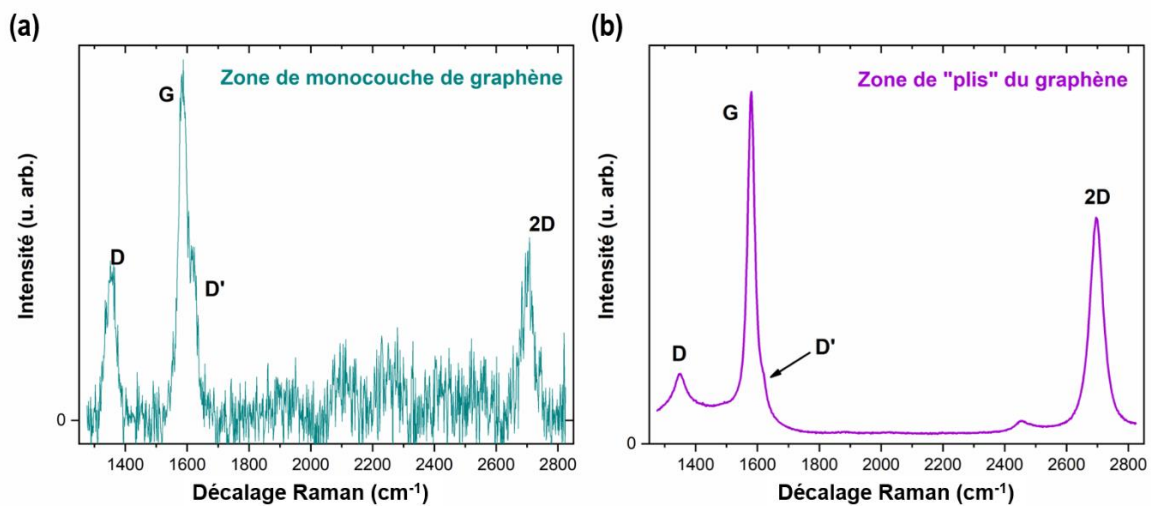 (a)
Zone de monocouche de graphène
G
D
D'
2D
Intensité (u. arb.)
0
1400 1600 1800 2000 2200 2400 2600 2800
Décalage Raman (cm-1)
(b)
Zone de "plis" du graphène
G
2D
D
D'
Intensité (u. arb.)
0
1400 1600 1800 2000 2200 2400 2600 2800
Décalage Raman (cm-1)